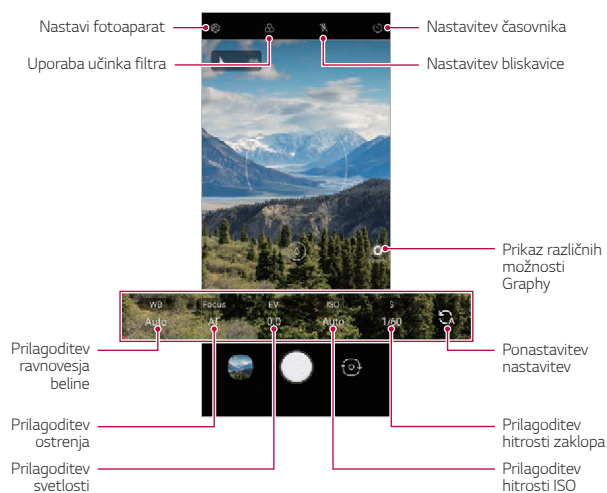 Nastavi fotoaparat
Nastavitev časovnika
Uporaba učinka filtra
Nastavitev bliskavice
Prikaz različnih
možnosti
Graphy
WB
Focus
EV
ISO
S
Auto
AF
0.0
Auto
1/60
A
Prilagoditev
ravnovesja
beline
Ponastavitev
nastavitev
Prilagoditev
ostrenja
Prilagoditev
hitrosti zaklopa
Prilagoditev
svetlosti
Prilagoditev
hitrosti ISO